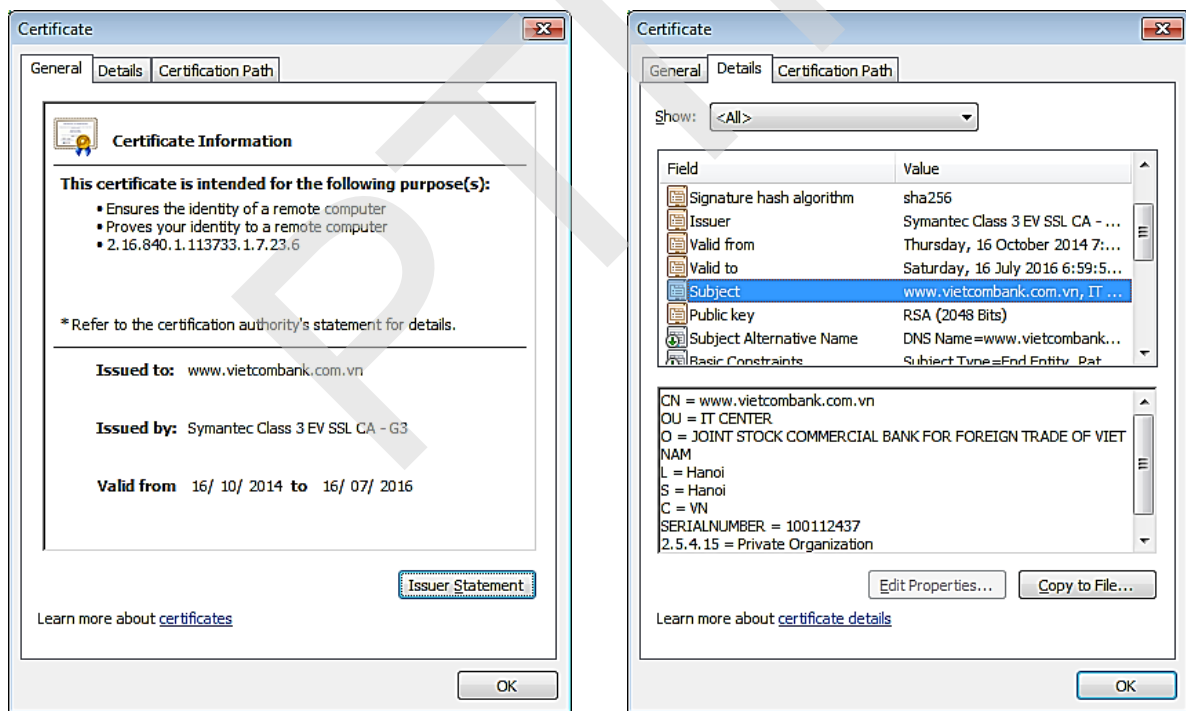 Certificate
General Details Certification Path
Certificate Information
This certificate is intended for the following purpose(s):
• Ensures the identity of a remote computer
• Proves your identity to a remote computer
• 2.16.840.1.113733.1.7.23.6
* Refer to the certification authority's statement for details.
Issued to: www.vietcombank.com.vn
Issued by: Symantec Class 3 EV SSL CA - G3
Valid from 16/ 10/ 2014 to 16/ 07/ 2016
Issuer Statement
Learn more about certificates
OK
Certificate
General Details Certification Path
Show: <All>
Field Value
Signature hash algorithm sha256
Issuer Symantec Class 3 EV SSL CA - ...
Valid from Thursday, 16 October 2014 7:...
Valid to Saturday, 16 July 2016 6:59:5...
Subject www.vietcombank.com.vn, IT ...
Public key RSA (2048 Bits)
Subject Alternative Name DNS Name=www.vietcombank...
Basic Constraints Subject Type=End Entity, Pat
CN = www.vietcombank.com.vn
OU = IT CENTER
O = JOINT STOCK COMMERCIAL BANK FOR FOREIGN TRADE OF VIET
NAM
L = Hanoi
S = Hanoi
C = VN
SERIALNUMBER = 100112437
2.5.4.15 = Private Organization
Edit Properties... Copy to File...
Learn more about certificate details
OK